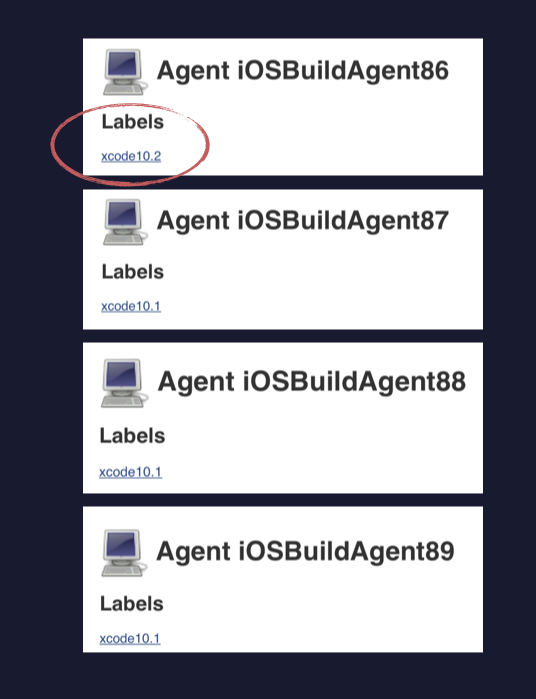 Agent iOSBuildAgent86
Labels
xcode10.2
Agent iOSBuildAgent87
Labels
xcode10.1
Agent iOSBuildAgent88
Labels
xcode10.1
Agent iOSBuildAgent89
Labels
xcode10.1